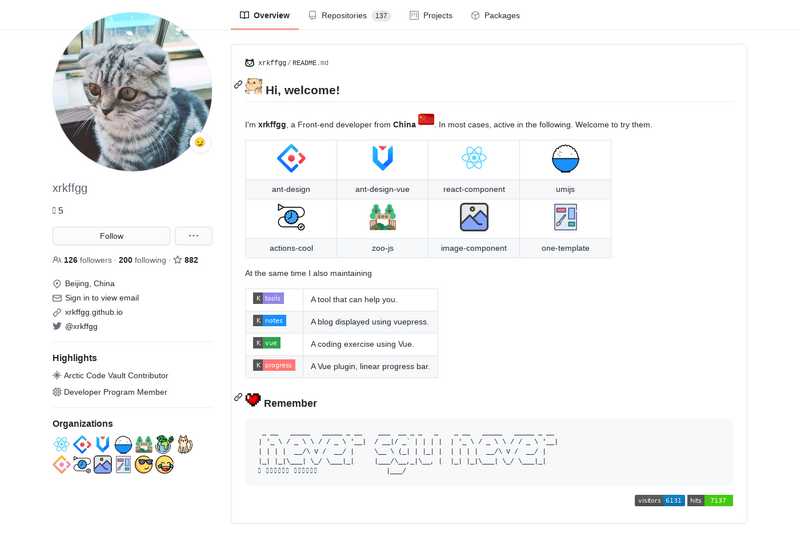 Overview
Repositories 137
Projects
Packages
xrkffgg
5
Follow
126 followers · 200 following · 882
Beijing, China
Sign in to view email
xrkffgg.github.io
@xrkffgg
Highlights
Arctic Code Vault Contributor
Developer Program Member
Organizations
xrkffgg/README.md
Hi, welcome!
I'm xrkffgg, a Front-end developer from China . In most cases, active in the following. Welcome to try them.
ant-design ant-design-vue react-component umijs
actions-cool zoo-js image-component one-template
At the same time I also maintaining
K tools A tool that can help you.
K notes A blog displayed using vuepress.
K vue A coding exercise using Vue.
K progress A Vue plugin, linear progress bar.
Remember
never say never
visitors 6131 hits 7137